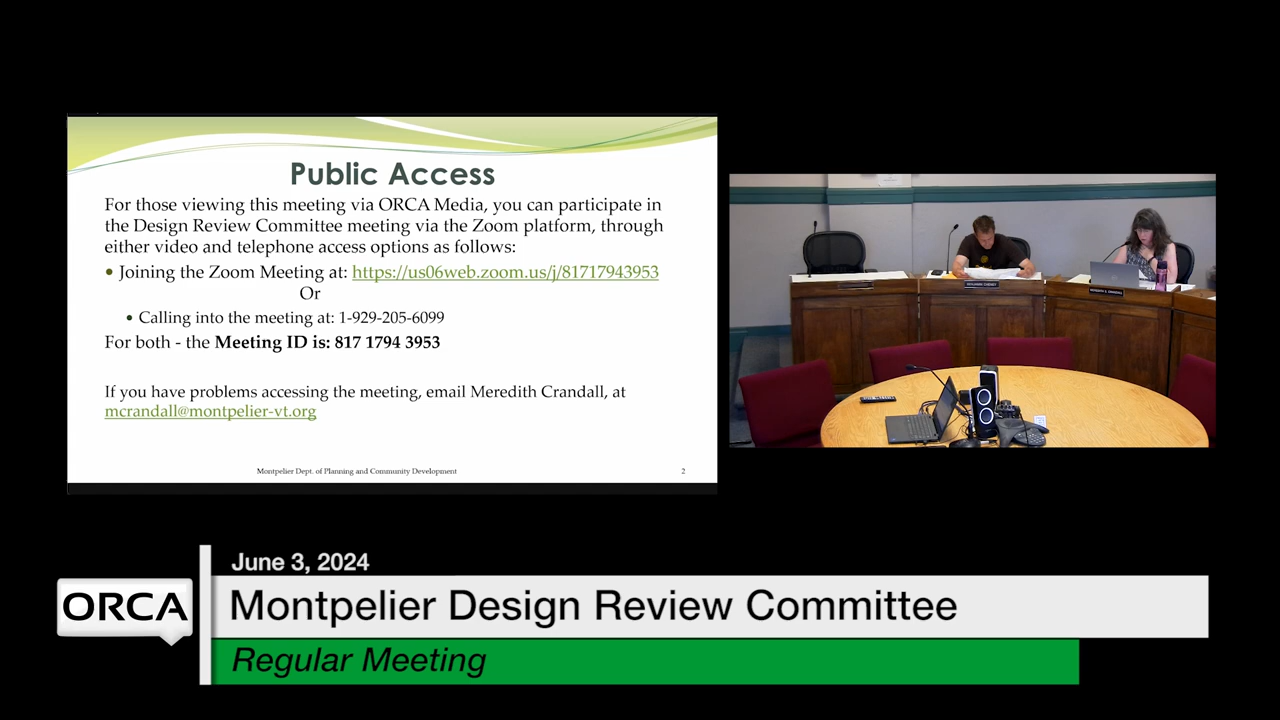 Public Access
For those viewing this meeting via ORCA Media, you can participate in
the Design Review Committee meeting via the Zoom platform, through
either video and telephone access options as follows:
• Joining the Zoom Meeting at: https://us06web.zoom.us/j/81717943953
Or
• Calling into the meeting at: 1-929-205-6099
For both - the Meeting ID is: 817 1794 3953
If you have problems accessing the meeting, email Meredith Crandall, at
mcrandall@montpelier-vt.org
Montpelier Dept. of Planning and Community Development
2
June 3, 2024
ORCA
Montpelier Design Review Committee
Regular Meeting